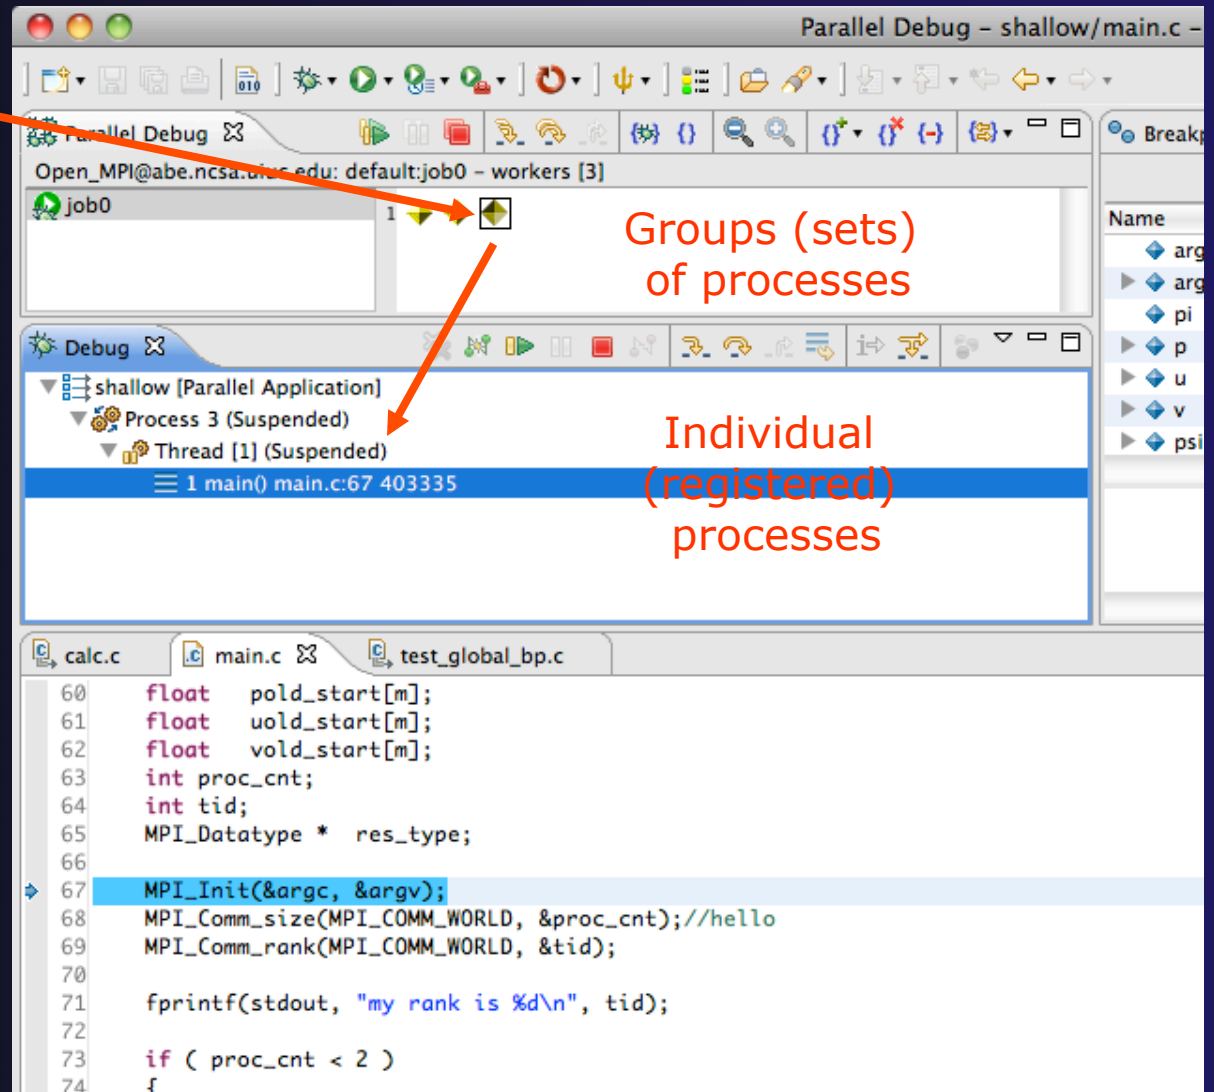 Parallel Debug – shallow/main.c –
010
Parallel Debug
Breakp
Open_MPI@abe.ncsa.uiuc.edu: default:job0 – workers [3]
job0
1
Groups (sets)
of processes
Name
arg
arg
pi
p
u
v
psi
Debug
shallow [Parallel Application]
Process 3 (Suspended)
Thread [1] (Suspended)
1 main() main.c:67 403335
Individual
(registered)
processes
calc.c
main.c
test_global_bp.c
60 float pold_start[m];
61 float uold_start[m];
62 float vold_start[m];
63 int proc_cnt;
64 int tid;
65 MPI_Datatype * res_type;
66
67 MPI_Init(&argc, &argv);
68 MPI_Comm_size(MPI_COMM_WORLD, &proc_cnt);//hello
69 MPI_Comm_rank(MPI_COMM_WORLD, &tid);
70
71 fprintf(stdout, "my rank is %d\n", tid);
72
73 if ( proc_cnt < 2 )
74 {